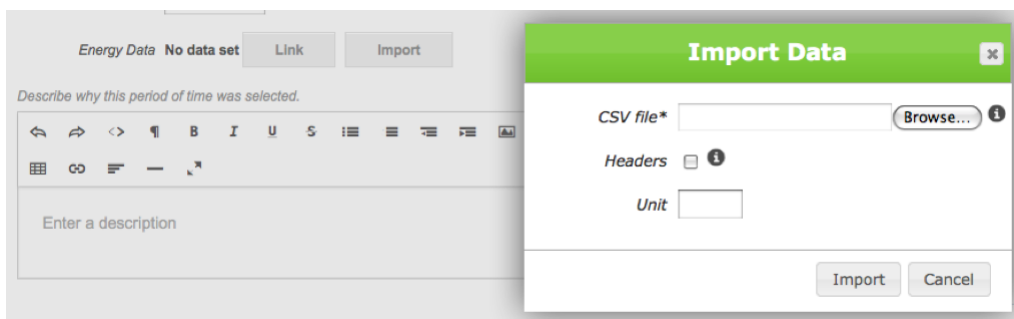 Energy Data No data set Link Import
Describe why this period of time was selected.
B I U S
Enter a description
Import Data
CSV file* Browse...
Headers
Unit
Import Cancel